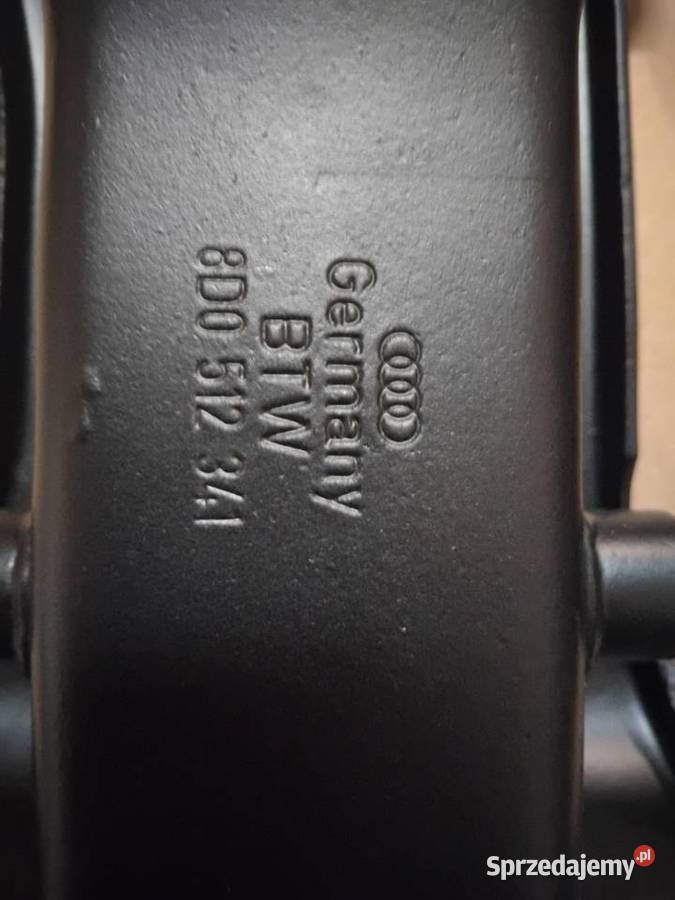 Germany
BTW
8D0 512 341
Sprzedajemy.pl